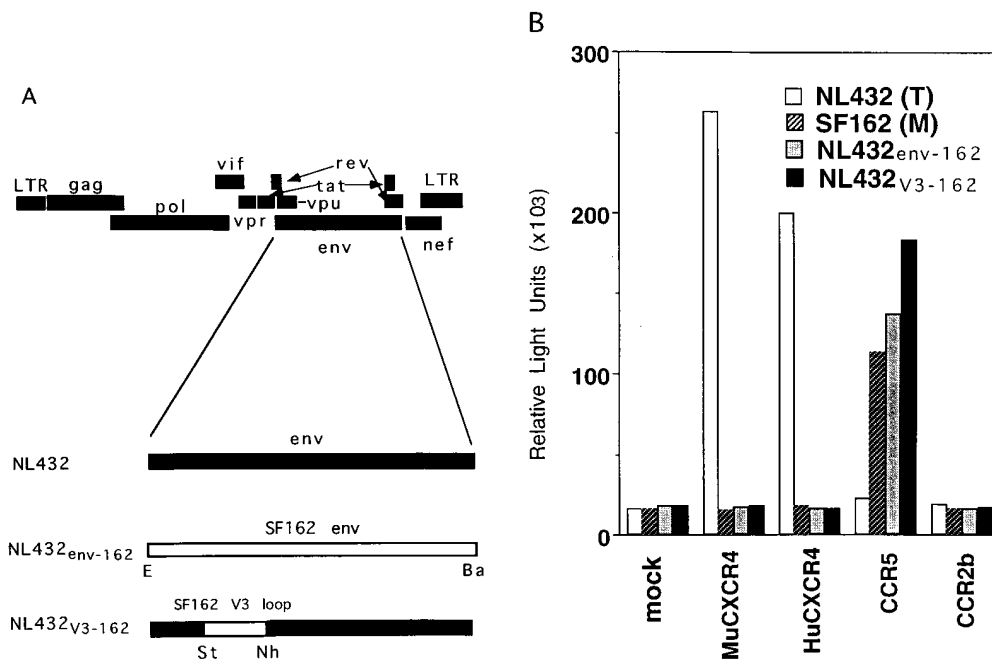 A
vif
rev
LTR
gag
tat
LTR
pol
vpr
-vpu
env
nef
env
NL432
SF162 env
NL432env-162
E
Ba
SF162 V3 loop
NL432V3-162
St
Nh
B
300
200
100
0
Relative Light Units (x103)
NL432 (T)
SF162 (M)
NL432env-162
NL432V3-162
mock
MuCXCR4
HuCXCR4
CCR5
CCR2b